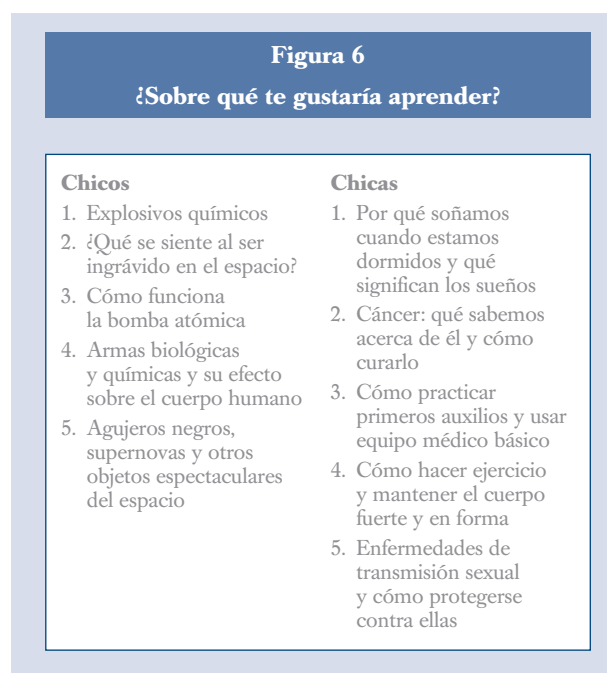 Figura 6
¿Sobre qué te gustaría aprender?
Chicos
1. Explosivos químicos
2. ¿Qué se siente al ser
ingrávido en el espacio?
3. Cómo funciona
la bomba atómica
4. Armas biológicas
y químicas y su efecto
sobre el cuerpo humano
5. Agujeros negros,
supernovas y otros
objetos espectaculares
del espacio
Chicas
1. Por qué soñamos
cuando estamos
dormidos y qué
significan los sueños
2. Cáncer: qué sabemos
acerca de él y cómo
curarlo
3. Cómo practicar
primeros auxilios y usar
equipo médico básico
4. Cómo hacer ejercicio
y mantener el cuerpo
fuerte y en forma
5. Enfermedades de
transmisión sexual
y cómo protegerse
contra ellas